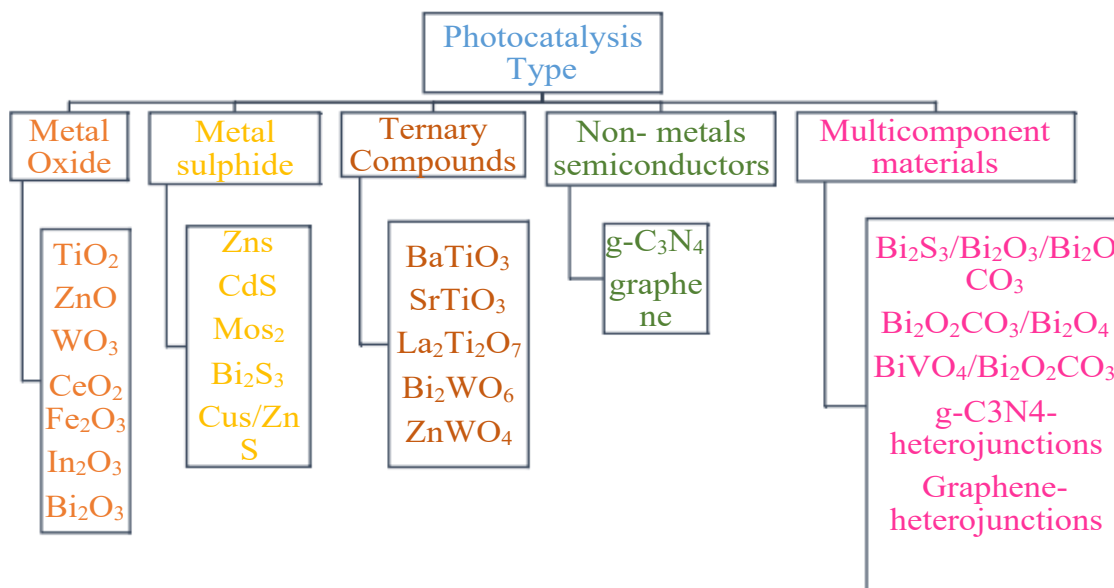 Photocatalysis
Type
Metal
Oxide
Metal
sulphide
Ternary
Compounds
Non- metals
semiconductors
Multicomponent
materials
TiO₂
ZnO
WO₃
CeO₂
Fe₂O₃
In₂O₃
Bi₂O₃
Zns
CdS
Mos₂
Bi₂S₃
Cus/Zn
S
BaTiO₃
SrTiO₃
La₂Ti₂O₇
Bi₂WO₆
ZnWO₄
g-C₃N₄
graphe
ne
Bi₂S₃/Bi₂O₃/Bi₂O
CO₃
Bi₂O₂CO₃/Bi₂O₄
BiVO₄/Bi₂O₂CO₃
g-C3N4-
heterojunctions
Graphene-
heterojunctions